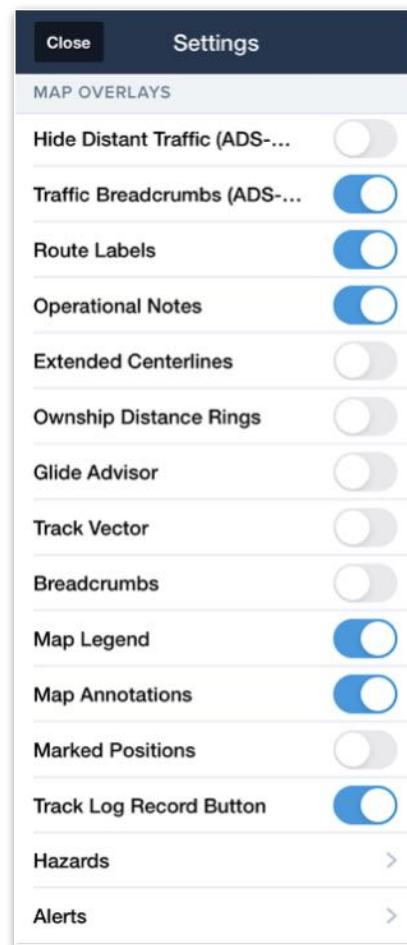 Close
Settings
MAP OVERLAYS
Hide Distant Traffic (ADS-...
Traffic Breadcrumbs (ADS-...
Route Labels
Operational Notes
Extended Centerlines
Ownship Distance Rings
Glide Advisor
Track Vector
Breadcrumbs
Map Legend
Map Annotations
Marked Positions
Track Log Record Button
Hazards
Alerts